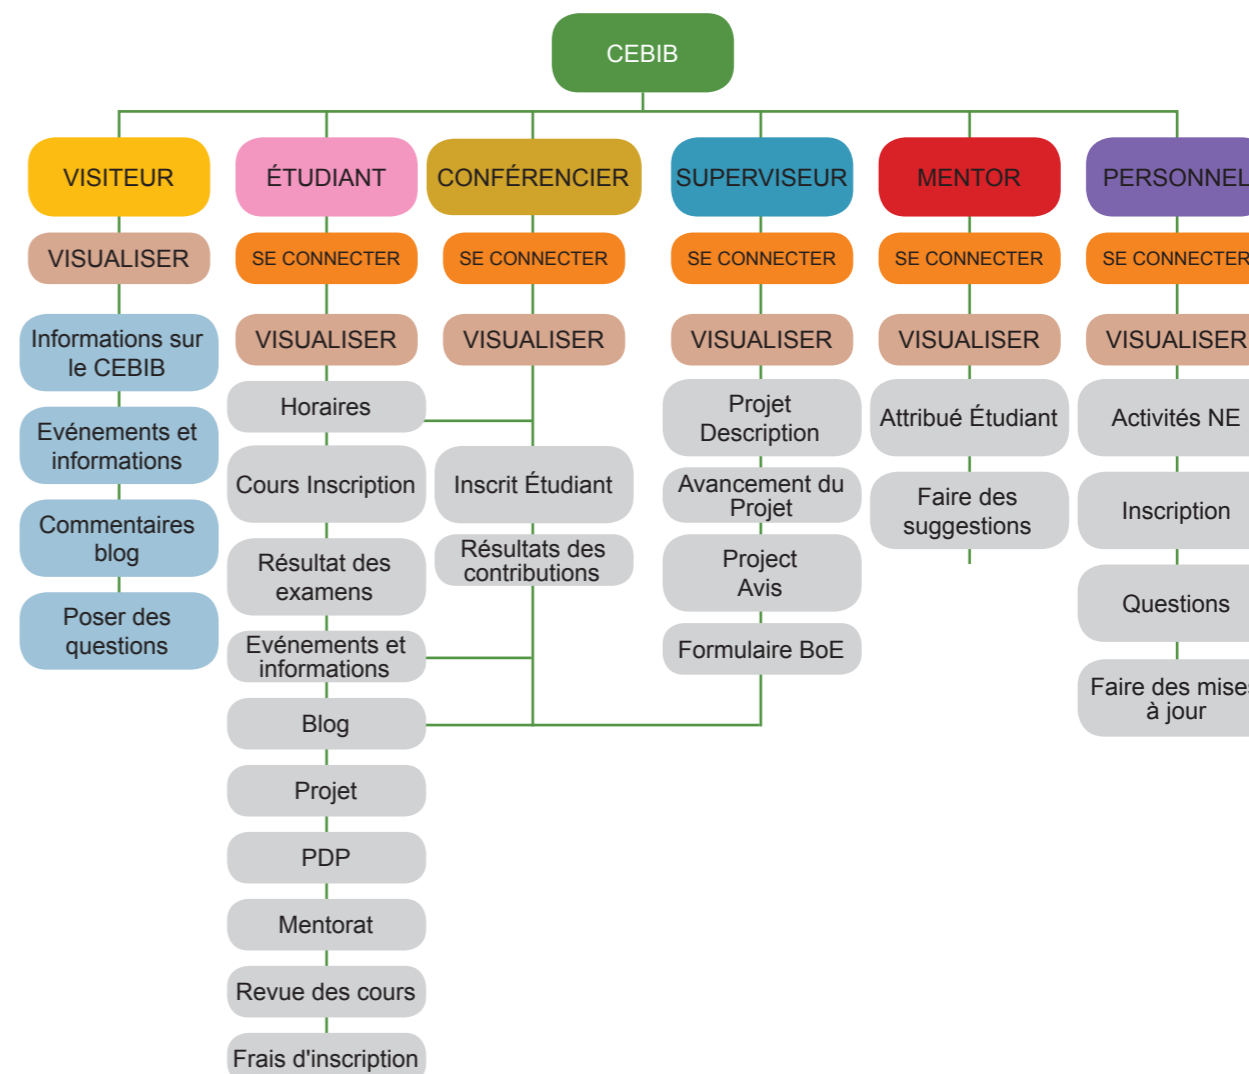 CEBIB
VISITEUR
ÉTUDIANT
CONFÉRENCIER
SUPERVISEUR
MENTOR
PERSONNEL
VISUALISER
SE CONNECTER
SE CONNECTER
SE CONNECTER
SE CONNECTER
SE CONNECTER
Informations sur
le CEBIB
Evénements et
informations
Commentaires
blog
Poser des
questions
VISUALISER
Horaires
Cours Inscription
Résultat des
examens
Evénements et
informations
Blog
Projet
PDP
Mentorat
Revue des cours
Frais d'inscription
VISUALISER
Inscrit Étudiant
Résultats des
contributions
VISUALISER
Projet
Description
Avancement du
Projet
Project
Avis
Formulaire BoE
VISUALISER
Attribué Étudiant
Faire des
suggestions
VISUALISER
Activités NE
Inscription
Questions
Faire des mises
à jour